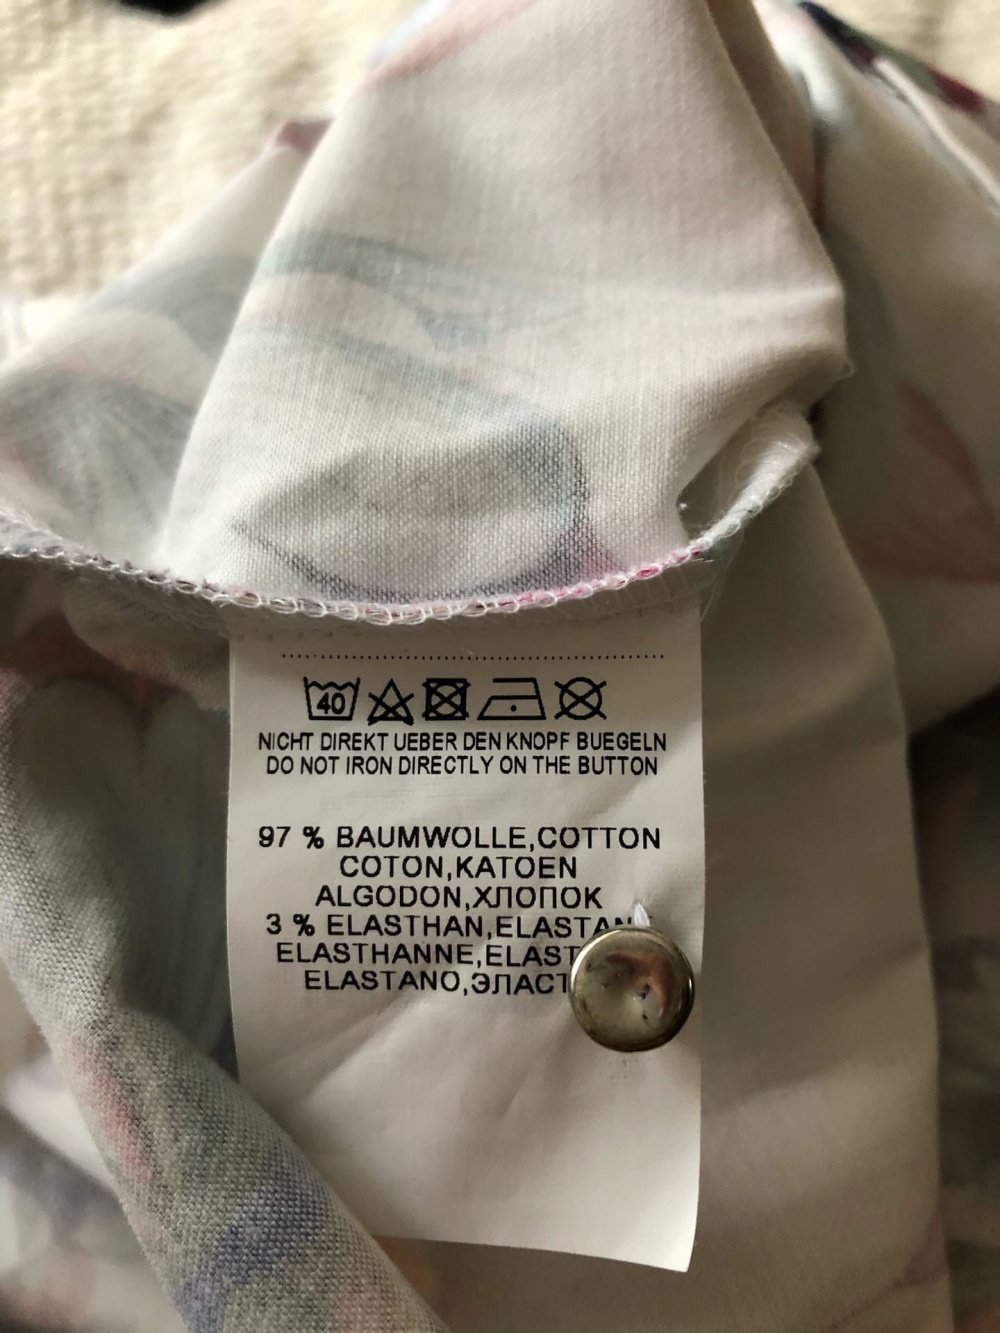 40
NICHT DIREKT UEBER DEN KNOPF BUEGELN
DO NOT IRON DIRECTLY ON THE BUTTON
97 % BAUMWOLLE,COTTON
COTON,KATOEN
ALGODON,ХЛОПОК
3 % ELASTHAN,ELASTAN
ELASTHANNE,
ELASTANO,